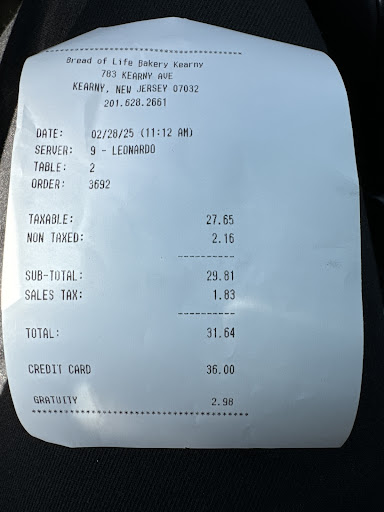 ************************************
Bread of Life Bakery Kearny
783 KEARNY AVE
KEARNY, NEW JERSEY 07032
201.628.2661
DATE: 02/28/25 (11:12 AM)
SERVER: 9 - LEONARDO
TABLE: 2
ORDER: 3692
TAXABLE: 27.65
NON TAXED: 2.16
-----------
SUB-TOTAL: 29.81
SALES TAX: 1.83
-----------
TOTAL: 31.64
CREDIT CARD 36.00
GRATUITY 2.98
************************************